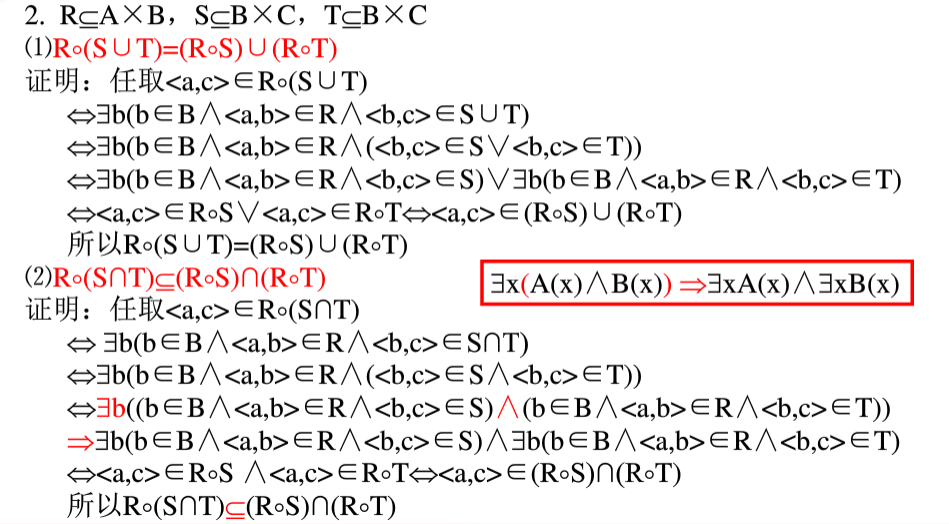 2. R⊆A×B，S⊆B×C，T⊆B×C
⑴R∘(S∪T)=(R∘S)∪(R∘T)
证明：任取<a,c>∈R∘(S∪T)
⇔∃b(b∈B∧<a,b>∈R∧<b,c>∈S∪T)
⇔∃b(b∈B∧<a,b>∈R∧(<b,c>∈S∨<b,c>∈T))
⇔∃b(b∈B∧<a,b>∈R∧<b,c>∈S)∨∃b(b∈B∧<a,b>∈R∧<b,c>∈T)
⇔<a,c>∈R∘S∨<a,c>∈R∘T⇔<a,c>∈(R∘S)∪(R∘T)
所以R∘(S∪T)=(R∘S)∪(R∘T)
⑵R∘(S∩T)⊆(R∘S)∩(R∘T)
∃x(A(x)∧B(x))⇒∃xA(x)∧∃xB(x)
证明：任取<a,c>∈R∘(S∩T)
⇔ ∃b(b∈B∧<a,b>∈R∧<b,c>∈S∩T)
⇔∃b(b∈B∧<a,b>∈R∧(<b,c>∈S∧<b,c>∈T))
⇔∃b((b∈B∧<a,b>∈R∧<b,c>∈S)∧(b∈B∧<a,b>∈R∧<b,c>∈T))
⇒∃b(b∈B∧<a,b>∈R∧<b,c>∈S)∧∃b(b∈B∧<a,b>∈R∧<b,c>∈T)
⇔<a,c>∈R∘S ∧<a,c>∈R∘T⇔<a,c>∈(R∘S)∩(R∘T)
所以R∘(S∩T)⊆(R∘S)∩(R∘T)